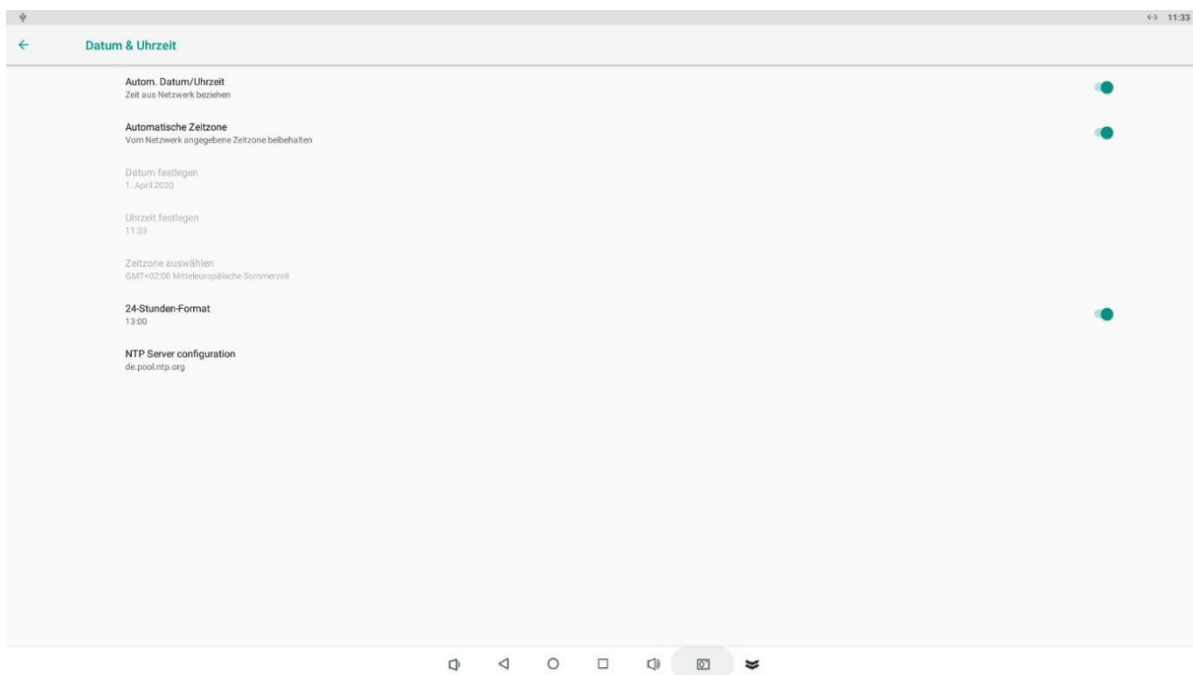 11:33
Datum & Uhrzeit
Autom. Datum/Uhrzeit
Zeit aus Netzwerk beziehen
Automatische Zeitzone
Vom Netzwerk angegebene Zeitzone beibehalten
Datum festlegen
1. April 2020
Uhrzeit festlegen
11:33
Zeitzone auswählen
GMT+02:00 Mitteleuropäische Sommerzeit
24-Stunden-Format
13:00
NTP Server configuration
de.pool.ntp.org